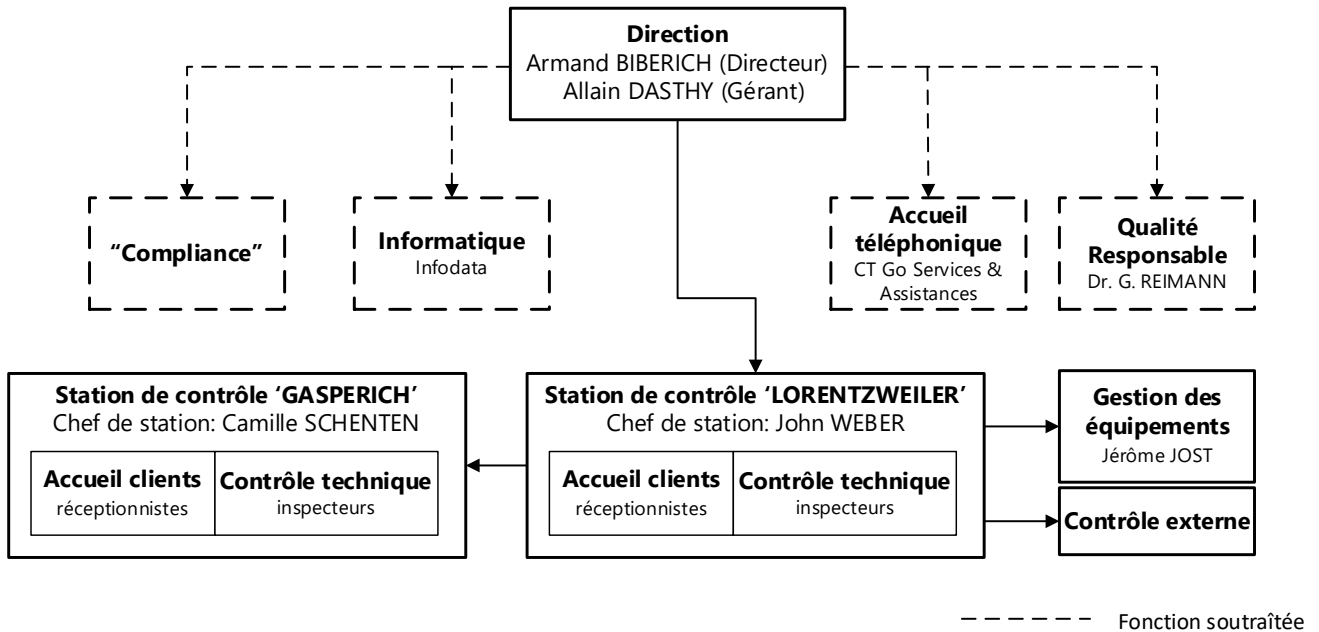 Direction
Armand BIBERICH (Directeur)
Allain DASTHY (Gérant)
“Compliance”
Informatique
Infodata
Accueil
téléphonique
CT Go Services &
Assistances
Qualité
Responsable
Dr. G. REIMANN
Station de contrôle ‘GASPERICH’
Chef de station: Camille SCHENTEN
Accueil clients
réceptionnistes
Contrôle technique
inspecteurs
Station de contrôle ‘LORENTZWEILER’
Chef de station: John WEBER
Accueil clients
réceptionnistes
Contrôle technique
inspecteurs
Gestion des
équipements
Jérôme JOST
Contrôle externe
Fonction soutraîtée